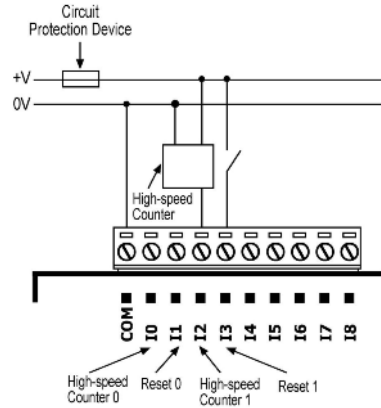 Circuit
Protection Device
+V
0V
High-speed
Counter
COM I0 I1 I2 I3 I4 I5 I6 I7 I8
High-speed
Counter 0
Reset 0
High-speed
Counter 1
Reset 1